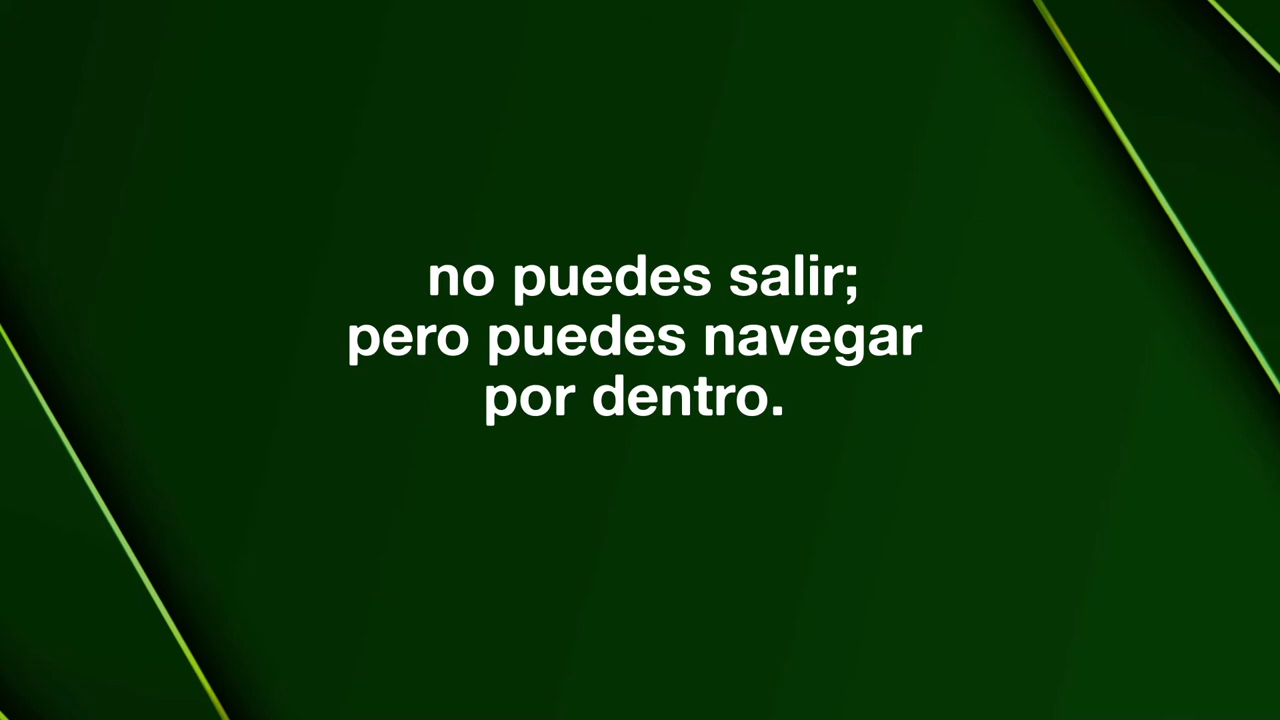 no puedes salir;
pero puedes navegar
por dentro.